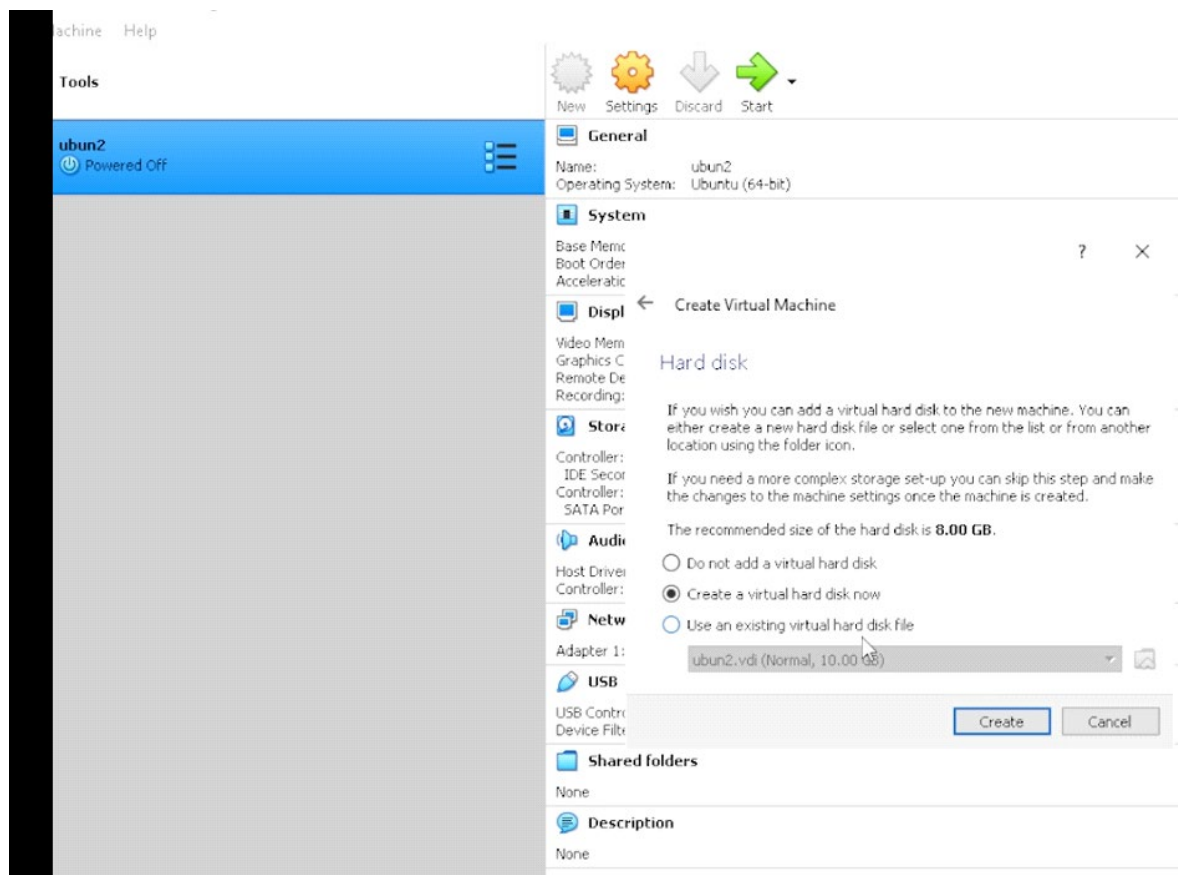 achine Help
Tools
New Settings Discard Start
ubun2
Powered Off
General
Name: ubun2
Operating System: Ubuntu (64-bit)
System
Base Memo
Boot Order
Acceleratio
Displ
Video Mem
Graphics C
Remote De
Recording:
Stora
Controller:
IDE Secon
Controller:
SATA Por
Audio
Host Driver
Controller:
Netw
Adapter 1:
USB
USB Contro
Device Filte
Shared folders
None
Description
None
? ×
← Create Virtual Machine
Hard disk
If you wish you can add a virtual hard disk to the new machine. You can
either create a new hard disk file or select one from the list or from another
location using the folder icon.
If you need a more complex storage set-up you can skip this step and make
the changes to the machine settings once the machine is created.
The recommended size of the hard disk is 8.00 GB.
Do not add a virtual hard disk
Create a virtual hard disk now
Use an existing virtual hard disk file
ubun2.vdi (Normal, 10.00 GB)
Create Cancel